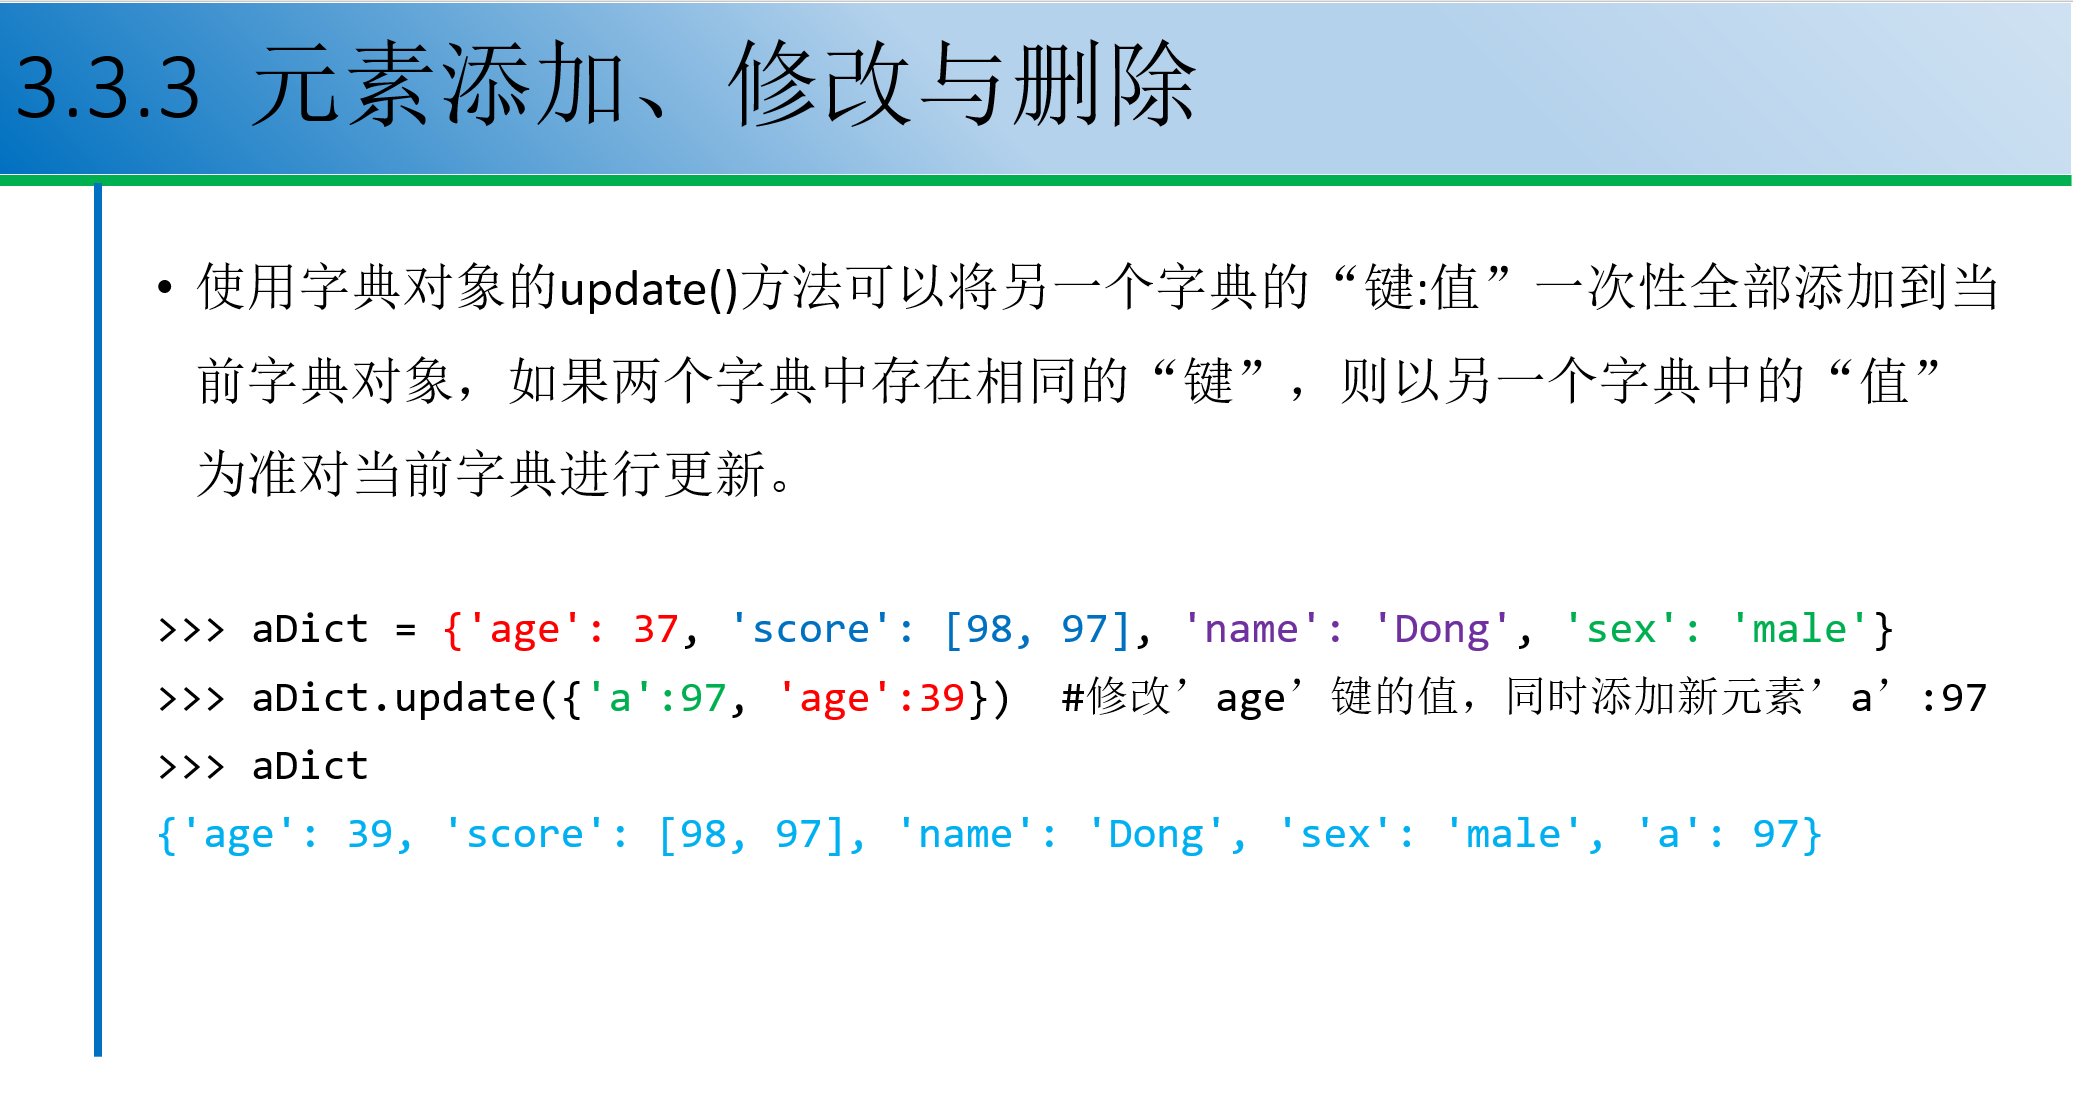 3.3.3 元素添加、修改与删除
• 使用字典对象的update()方法可以将另一个字典的“键:值”一次性全部添加到当
前字典对象，如果两个字典中存在相同的“键”，则以另一个字典中的“值”
为准对当前字典进行更新。
>>> aDict = {'age': 37, 'score': [98, 97], 'name': 'Dong', 'sex': 'male'}
>>> aDict.update({'a':97, 'age':39})  #修改’age’键的值，同时添加新元素’a’:97
>>> aDict
{'age': 39, 'score': [98, 97], 'name': 'Dong', 'sex': 'male', 'a': 97}